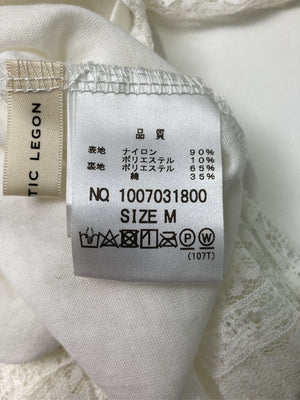 品質
表地 ナイロン 90%
ポリエステル 10%
裏地 ポリエステル 65%
綿 35%
NO. 1007031800
SIZE M
P W
(107T)
TIC LEGON